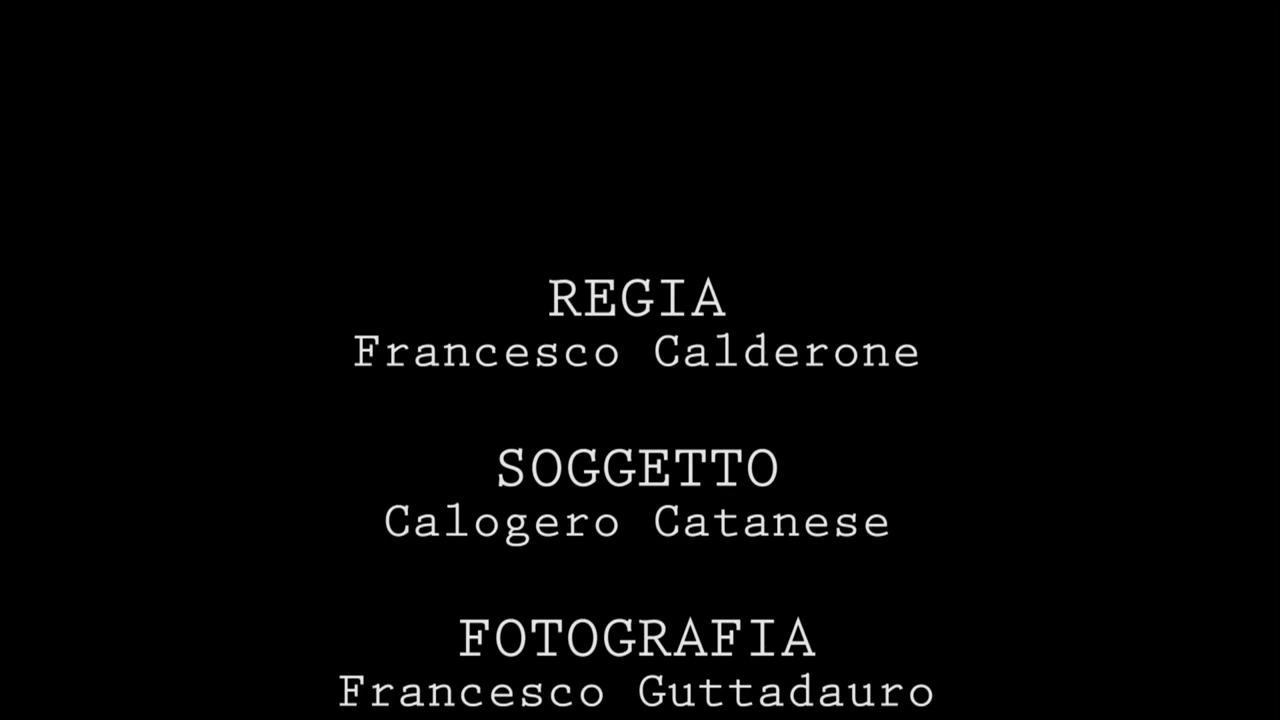 REGIA
Francesco Calderone
SOGGETTO
Calogero Catanese
FOTOGRAFIA
Francesco Guttadauro